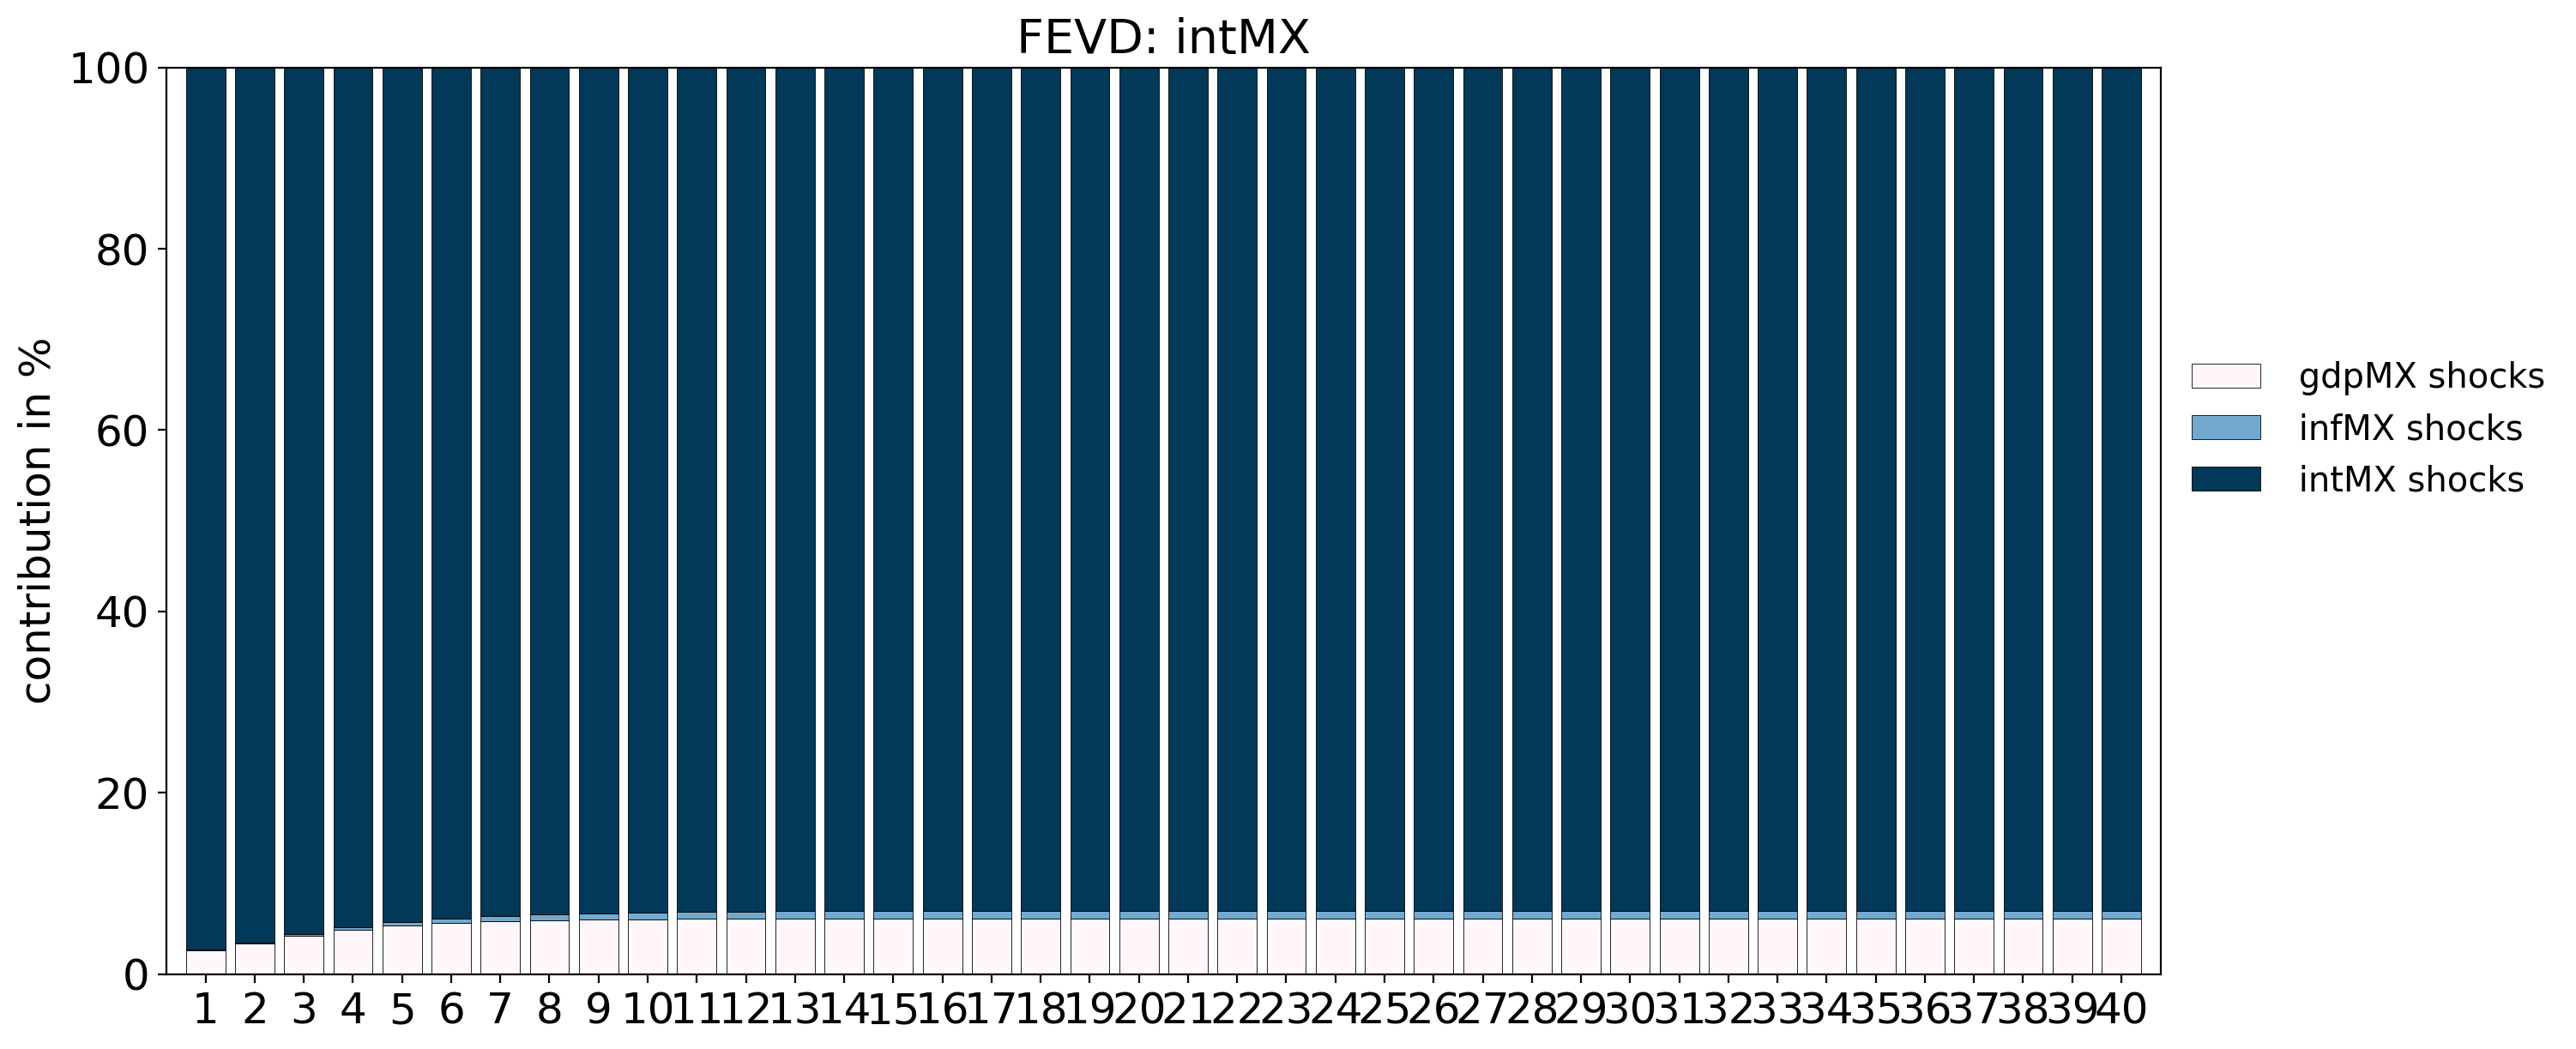 FEVD: intMX
contribution in %
100
80
60
40
20
0
1 2 3 4 5 6 7 8 9 10 11 12 13 14 15 16 17 18 19 20 21 22 23 24 25 26 27 28 29 30 31 32 33 34 35 36 37 38 39 40
gdpMX shocks
infMX shocks
intMX shocks